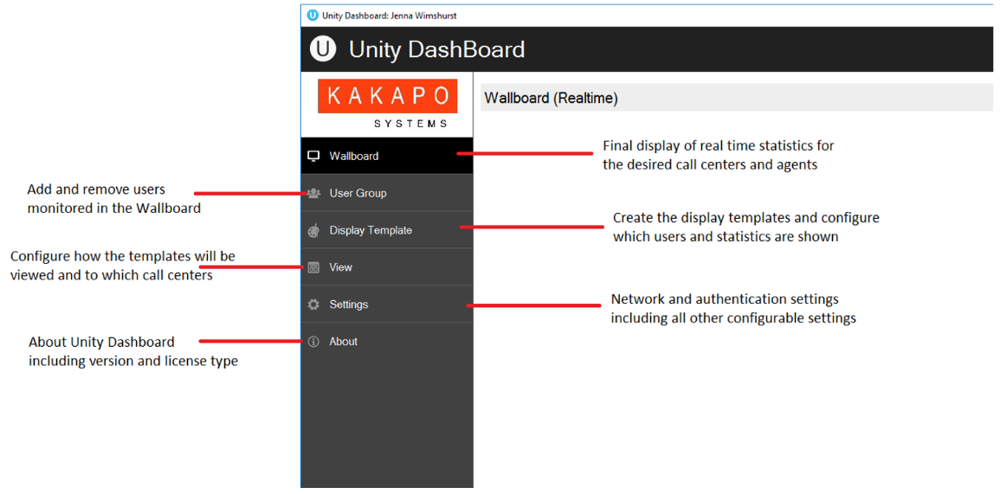 Unity Dashboard: Jenna Wimshurst
U Unity DashBoard
KAKAPO
SYSTEMS
Wallboard (Realtime)
Wallboard
Final display of real time statistics for
the desired call centers and agents
Add and remove users
monitored in the Wallboard
User Group
Display Template
Create the display templates and configure
which users and statistics are shown
Configure how the templates will be
viewed and to which call centers
View
Settings
Network and authentication settings
including all other configurable settings
About Unity Dashboard
including version and license type
About